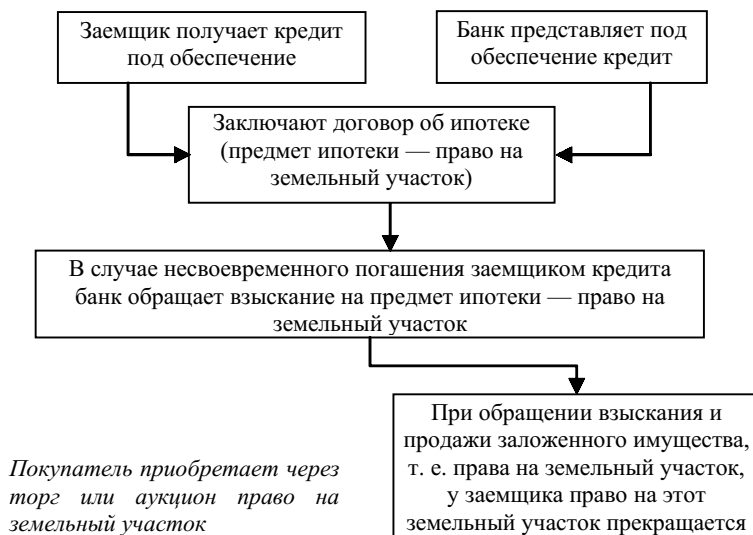 Заемщик получает кредит
под обеспечение
Банк представляет под
обеспечение кредит
Заключают договор об ипотеке
(предмет ипотеки — право на
земельный участок)
В случае несвоевременного погашения заемщиком кредита
банк обращает взыскание на предмет ипотеки — право на
земельный участок
При обращении взыскания и
продажи заложенного имущества,
т. е. права на земельный участок,
у заемщика право на этот
земельный участок прекращается
Покупатель приобретает через
торг или аукцион право на
земельный участок